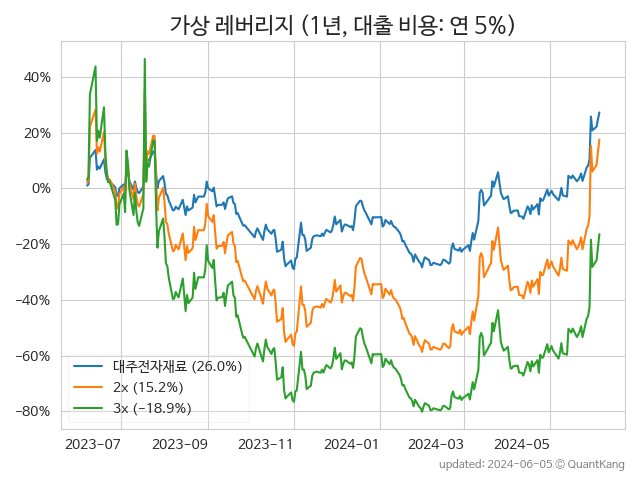 가상 레버리지 (1년, 대출 비용: 연 5%)
40%
20%
0%
−20%
−40%
−60%
−80%
대주전자재료 (26.0%)
2x (15.2%)
3x (−18.9%)
2023-07 2023-09 2023-11 2024-01 2024-03 2024-05
updated: 2024-06-05 © QuantKang